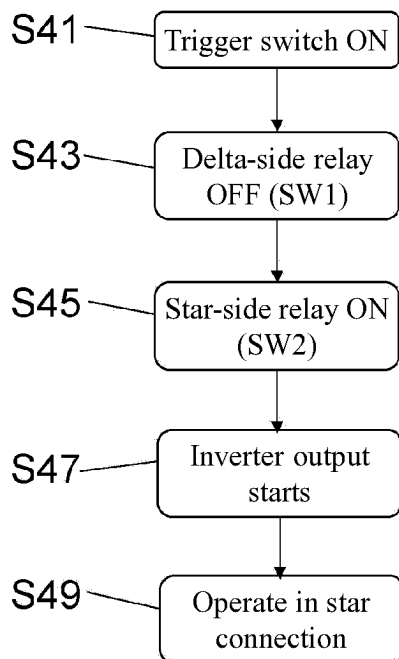 S41
Trigger switch ON
S43
Delta-side relay
OFF (SW1)
S45
Star-side relay ON
(SW2)
S47
Inverter output
starts
S49
Operate in star
connection